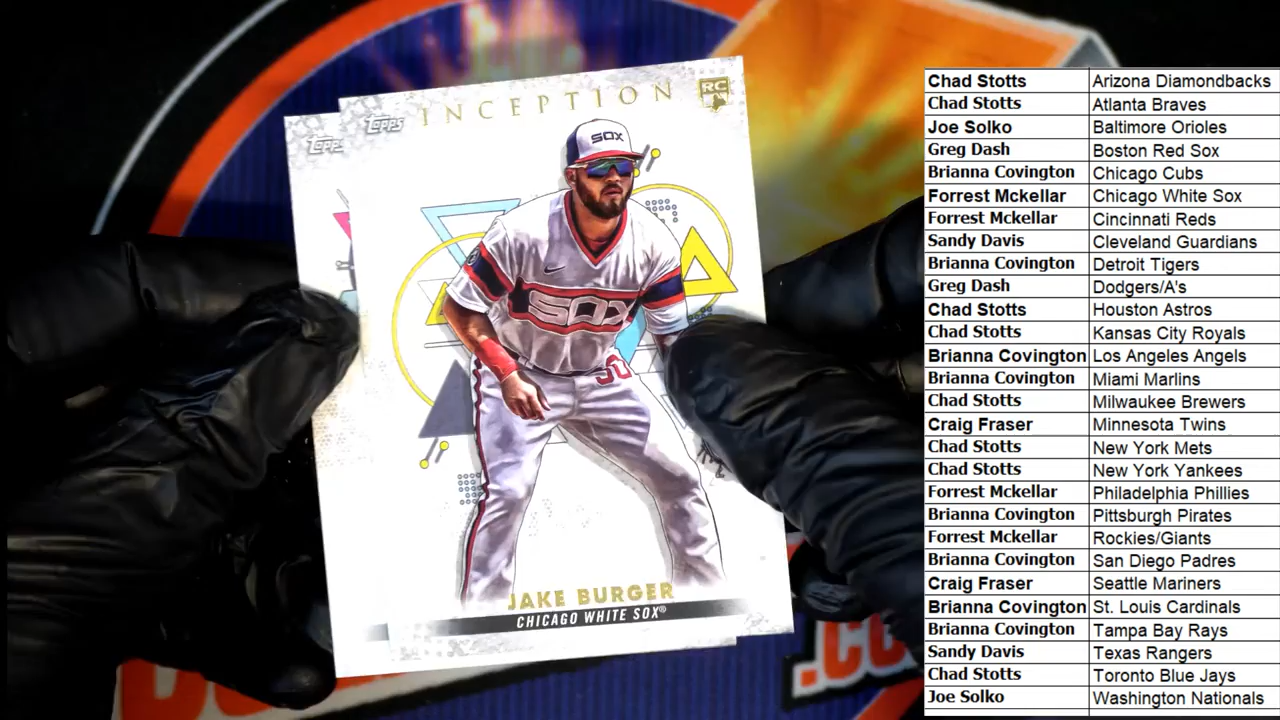 INCEPTION
RC
Topps
Topps
SOX
SOX
JAKE BURGER
CHICAGO WHITE SOX®
.CO
Chad Stotts Arizona Diamondbacks
Chad Stotts Atlanta Braves
Joe Solko Baltimore Orioles
Greg Dash Boston Red Sox
Brianna Covington Chicago Cubs
Forrest Mckellar Chicago White Sox
Forrest Mckellar Cincinnati Reds
Sandy Davis Cleveland Guardians
Brianna Covington Detroit Tigers
Greg Dash Dodgers/A's
Chad Stotts Houston Astros
Chad Stotts Kansas City Royals
Brianna Covington Los Angeles Angels
Brianna Covington Miami Marlins
Chad Stotts Milwaukee Brewers
Craig Fraser Minnesota Twins
Chad Stotts New York Mets
Chad Stotts New York Yankees
Forrest Mckellar Philadelphia Phillies
Brianna Covington Pittsburgh Pirates
Forrest Mckellar Rockies/Giants
Brianna Covington San Diego Padres
Craig Fraser Seattle Mariners
Brianna Covington St. Louis Cardinals
Brianna Covington Tampa Bay Rays
Sandy Davis Texas Rangers
Chad Stotts Toronto Blue Jays
Joe Solko Washington Nationals